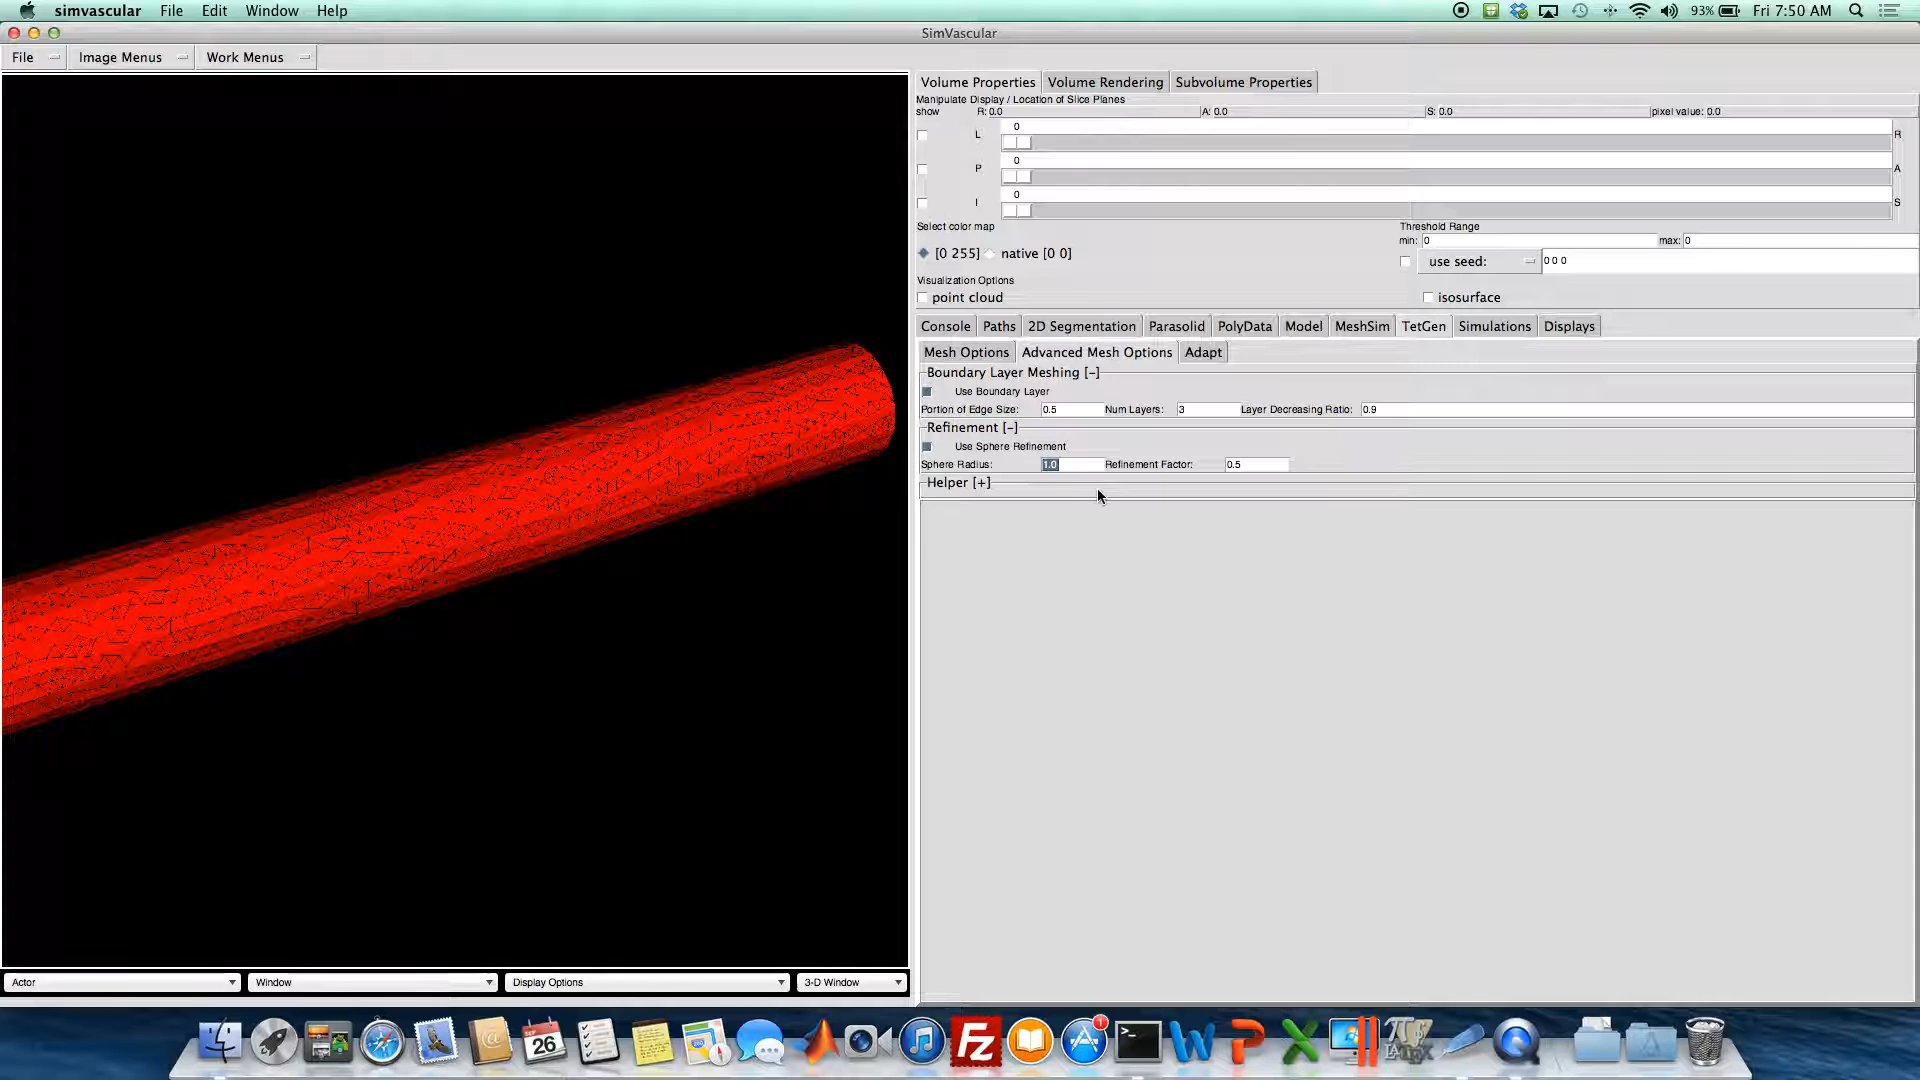 simvascular File Edit Window Help 93% Fri 7:50 AM
SimVascular
File Image Menus Work Menus
Volume Properties Volume Rendering Subvolume Properties
Manipulate Display / Location of Slice Planes
show R: 0.0 A: 0.0 S: 0.0 pixel value: 0.0
0
L R
0
P A
0
I S
Select color map Threshold Range
min: 0 max: 0
[0 255] native [0 0]
use seed: 0 0 0
Visualization Options
point cloud isosurface
Console Paths 2D Segmentation Parasolid PolyData Model MeshSim TetGen Simulations Displays
Mesh Options Advanced Mesh Options Adapt
Boundary Layer Meshing [-]
Use Boundary Layer
Portion of Edge Size: 0.5 Num Layers: 3 Layer Decreasing Ratio: 0.9
Refinement [-]
Use Sphere Refinement
Sphere Radius: 1.0 Refinement Factor: 0.5
Helper [+]
Actor Window Display Options 3-D Window
SEP
26
Fz
1
>_
W P X